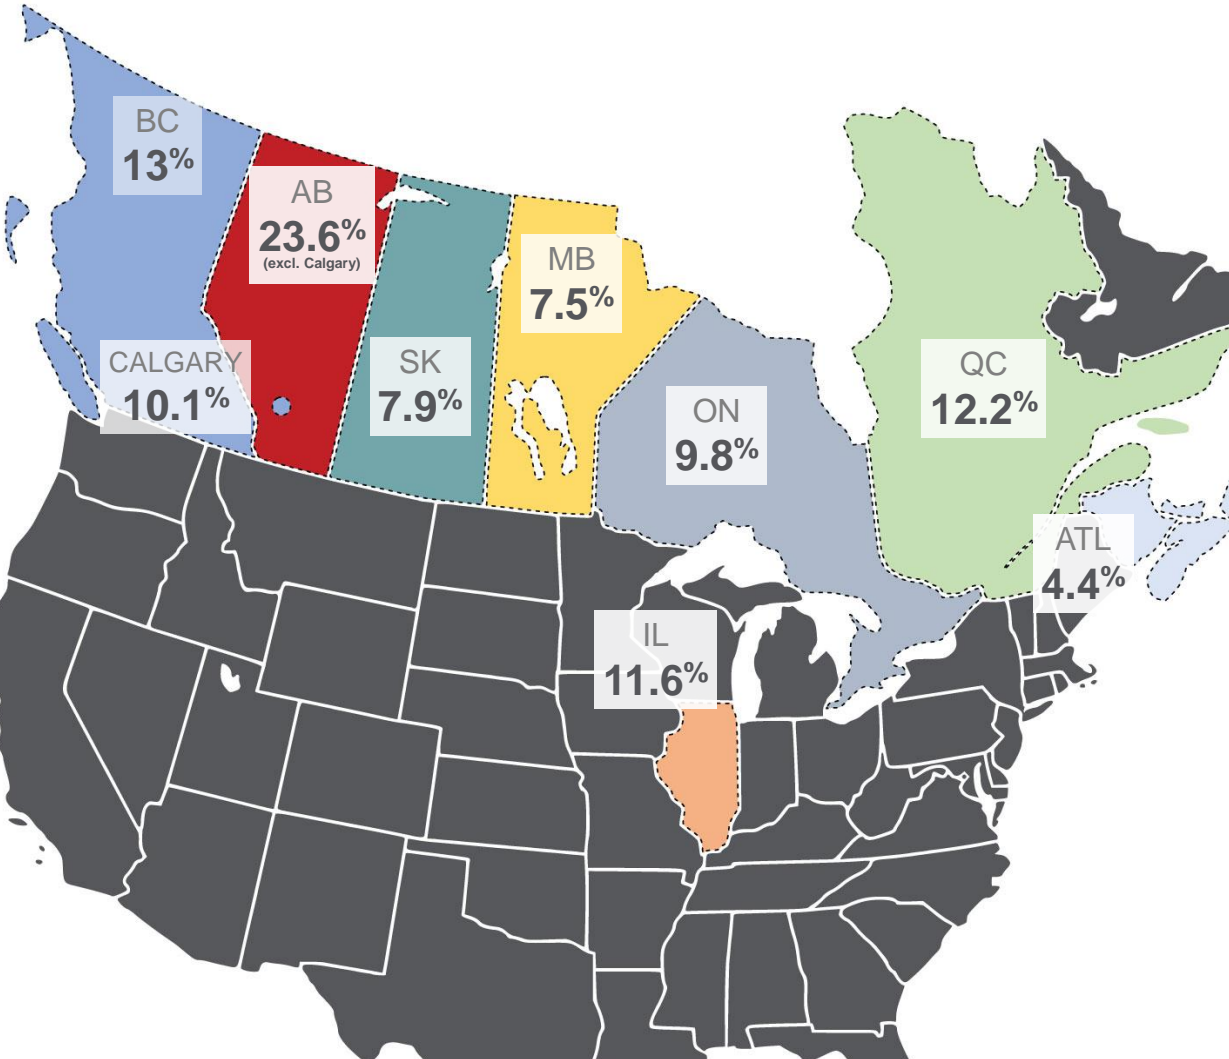 BC
13%
AB
23.6%
(excl. Calgary)
MB
7.5%
CALGARY
10.1%
SK
7.9%
QC
12.2%
ON
9.8%
ATL
4.4%
IL
11.6%